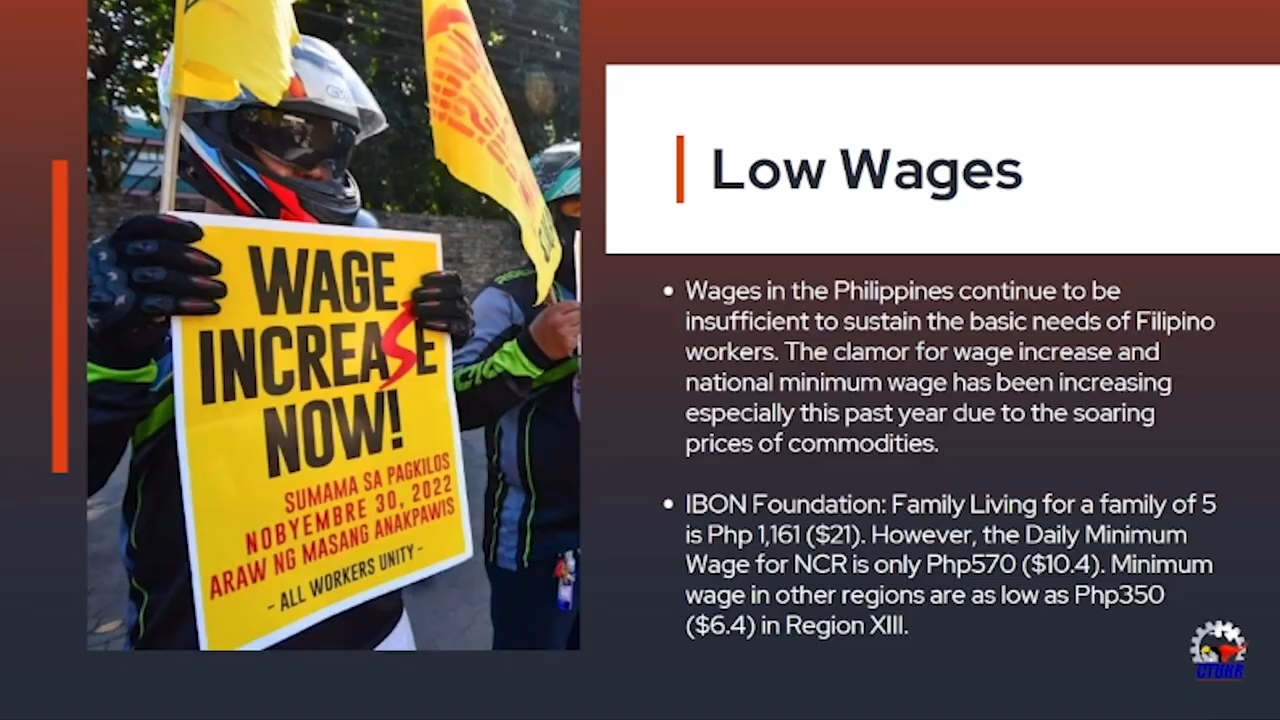 WAGE
INCREASE
NOW!
SUMAMA SA PAGKILOS
NOBYEMBRE 30, 2022
ARAW NG MASANG ANAKPAWIS
- ALL WORKERS UNITY -
Low Wages
• Wages in the Philippines continue to be
insufficient to sustain the basic needs of Filipino
workers. The clamor for wage increase and
national minimum wage has been increasing
especially this past year due to the soaring
prices of commodities.
• IBON Foundation: Family Living for a family of 5
is Php 1,161 ($21). However, the Daily Minimum
Wage for NCR is only Php570 ($10.4). Minimum
wage in other regions are as low as Php350
($6.4) in Region XIII.
CTUHR